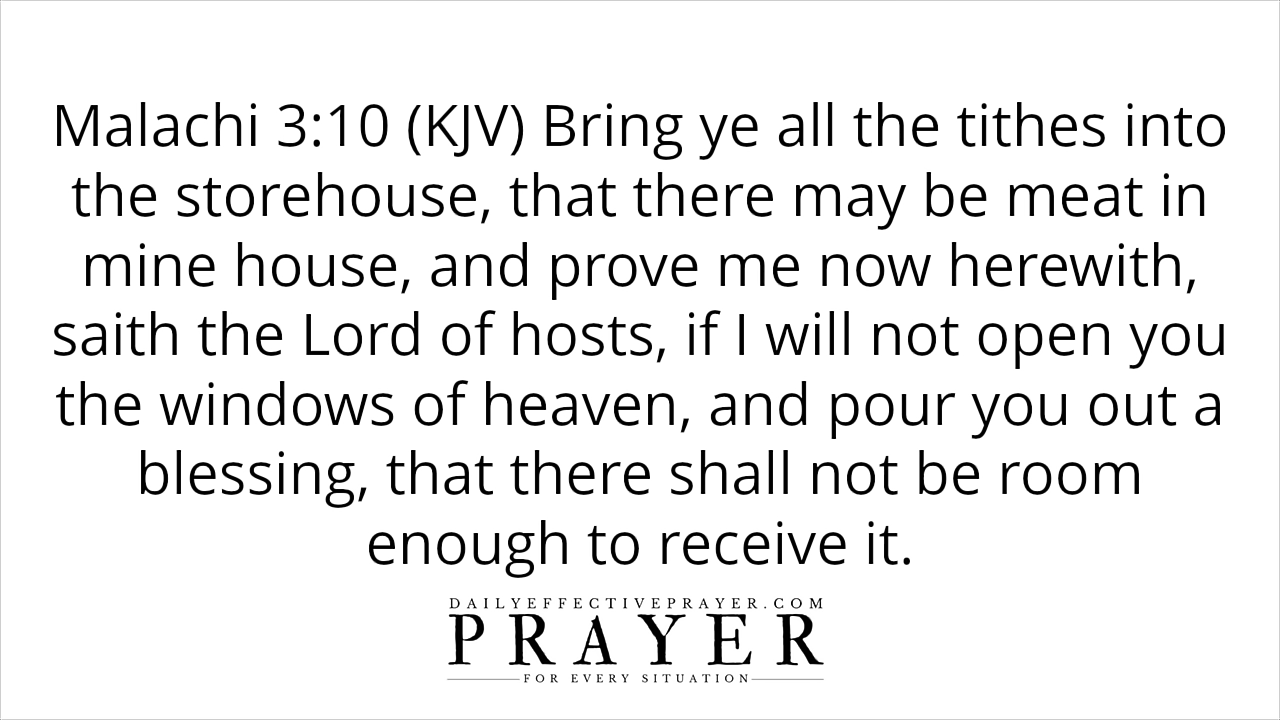 Malachi 3:10 (KJV) Bring ye all the tithes into
the storehouse, that there may be meat in
mine house, and prove me now herewith,
saith the Lord of hosts, if I will not open you
the windows of heaven, and pour you out a
blessing, that there shall not be room
enough to receive it.
DAILYEFFECTIVEPRAYER.COM
PRAYER
FOR EVERY SITUATION